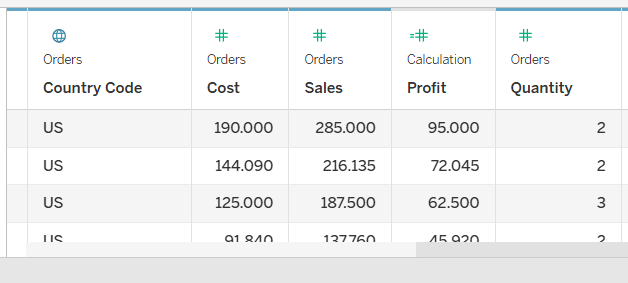 Orders Orders Orders Calculation Orders
Country Code Cost Sales Profit Quantity
US 190.000 285.000 95.000 2
US 144.090 216.135 72.045 2
US 125.000 187.500 62.500 3
US 91.840 137.760 45.920 2